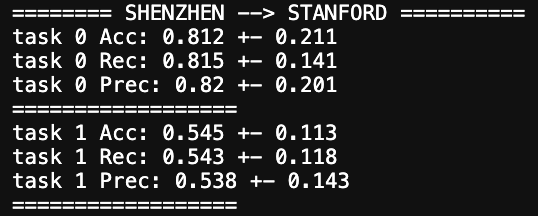 ======== SHENZHEN --> STANFORD ==========
task 0 Acc: 0.812 +- 0.211
task 0 Rec: 0.815 +- 0.141
task 0 Prec: 0.82 +- 0.201
==================
task 1 Acc: 0.545 +- 0.113
task 1 Rec: 0.543 +- 0.118
task 1 Prec: 0.538 +- 0.143
==================